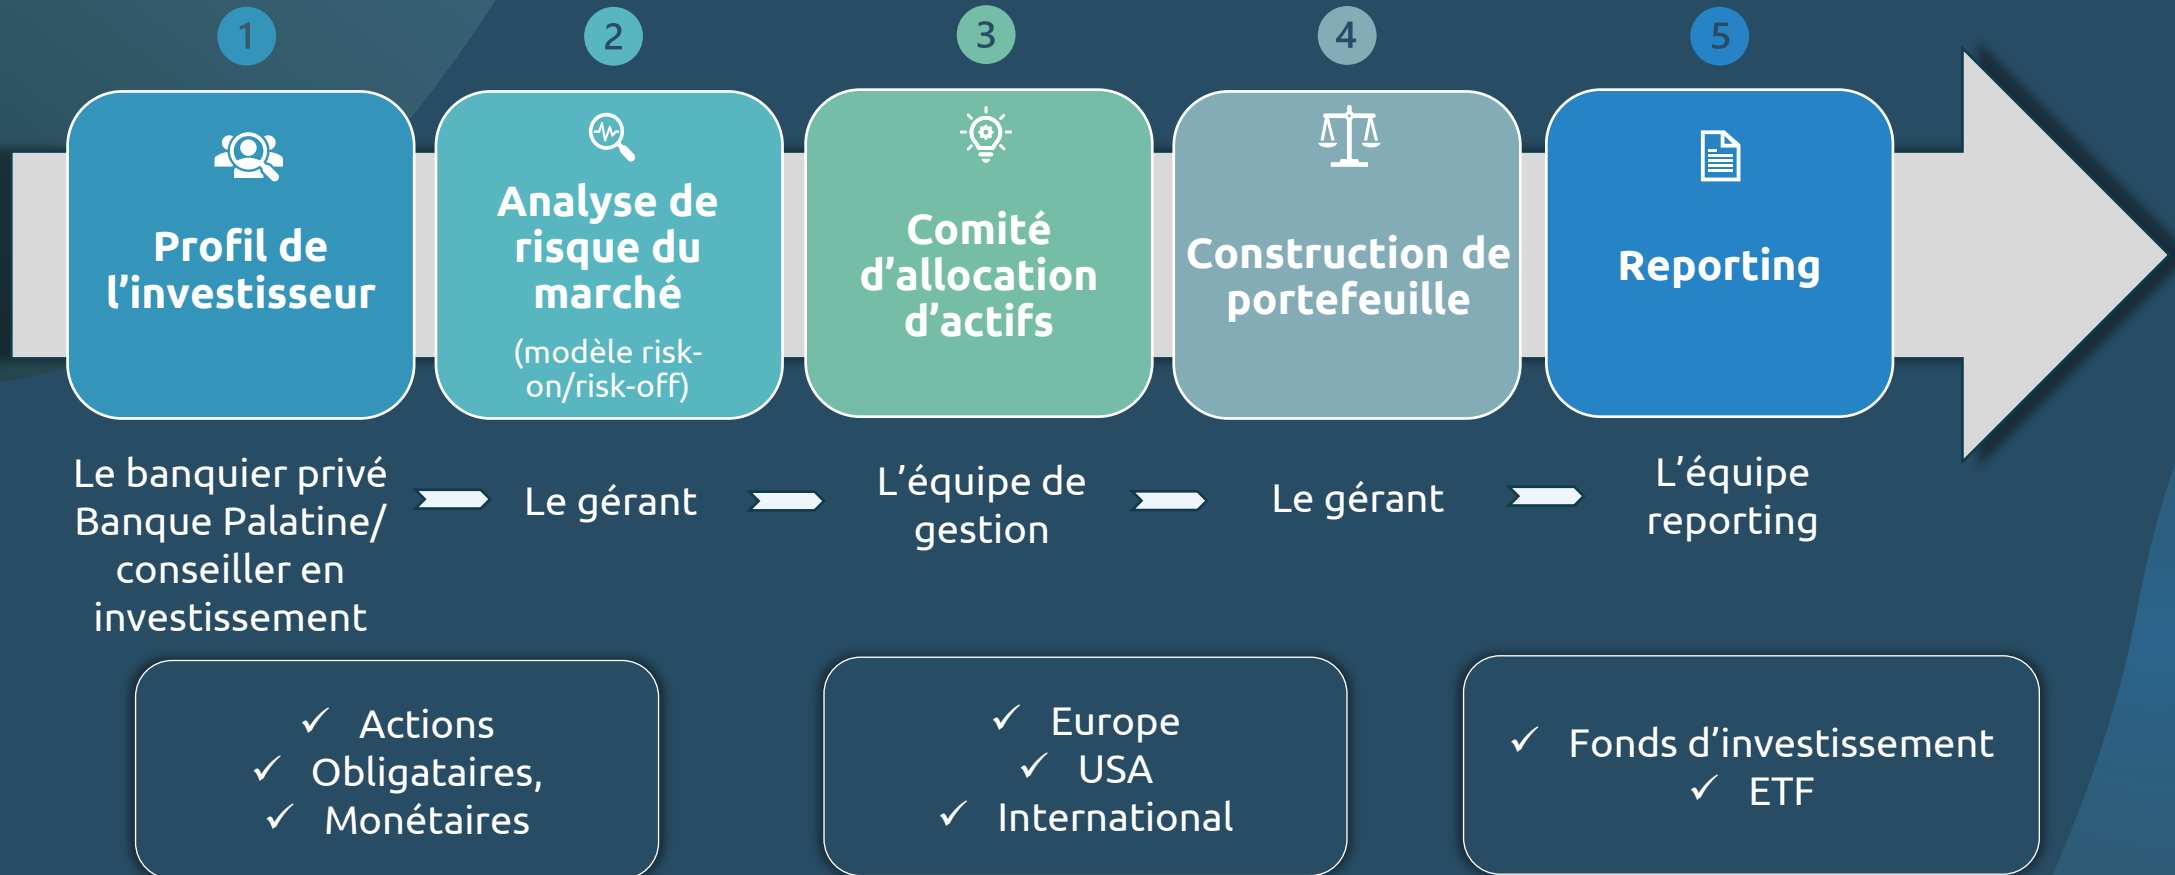 1
2
3
4
5
Profil de
l'investisseur
Analyse de
risque du
marché
(modèle risk-
on/risk-off)
Comité
d'allocation
d'actifs
Construction de
portefeuille
Reporting
Le banquier privé
Banque Palatine/
conseiller en
investissement
Le gérant
L'équipe de
gestion
Le gérant
L'équipe
reporting
✓ Actions
✓ Obligataires,
✓ Monétaires
✓ Europe
✓ USA
✓ International
✓ Fonds d'investissement
✓ ETF